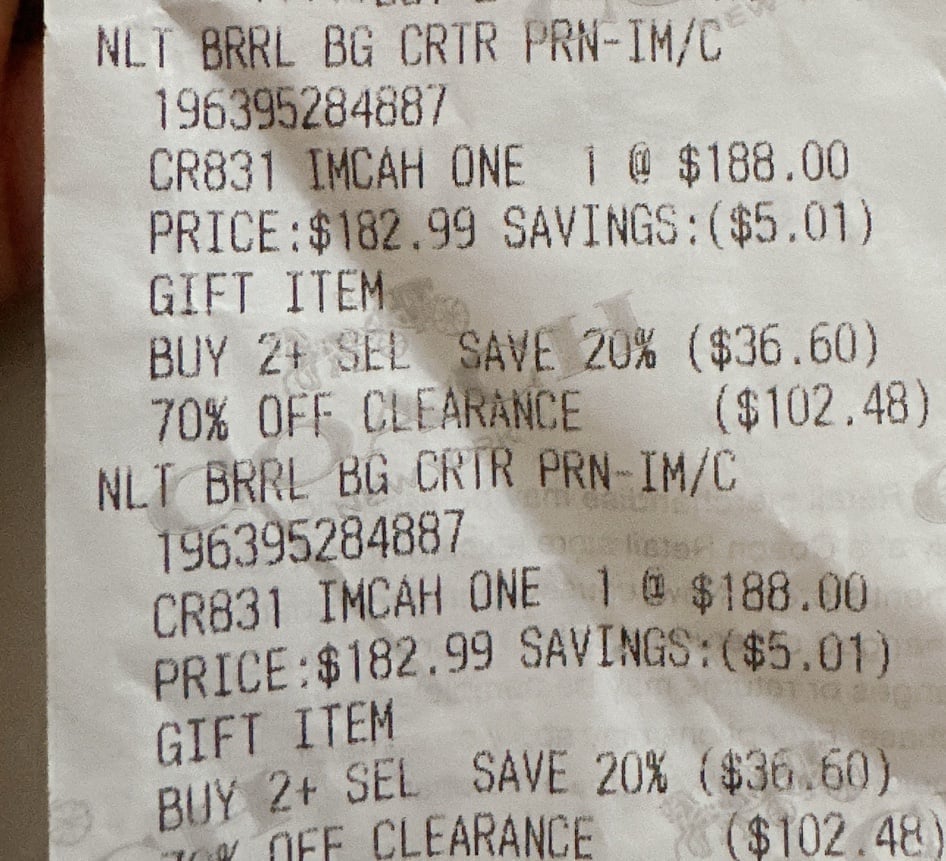 NLT BRRL BG CRTR PRN-IM/C
196395284887
CR831 IMCAH ONE 1 @ $188.00
PRICE:$182.99 SAVINGS:($5.01)
GIFT ITEM
BUY 2+ SEL SAVE 20% ($36.60)
70% OFF CLEARANCE ($102.48)
NLT BRRL BG CRTR PRN-IM/C
196395284887
CR831 IMCAH ONE 1 @ $188.00
PRICE:$182.99 SAVINGS:($5.01)
GIFT ITEM
BUY 2+ SEL SAVE 20% ($36.60)
70% OFF CLEARANCE ($102.48)